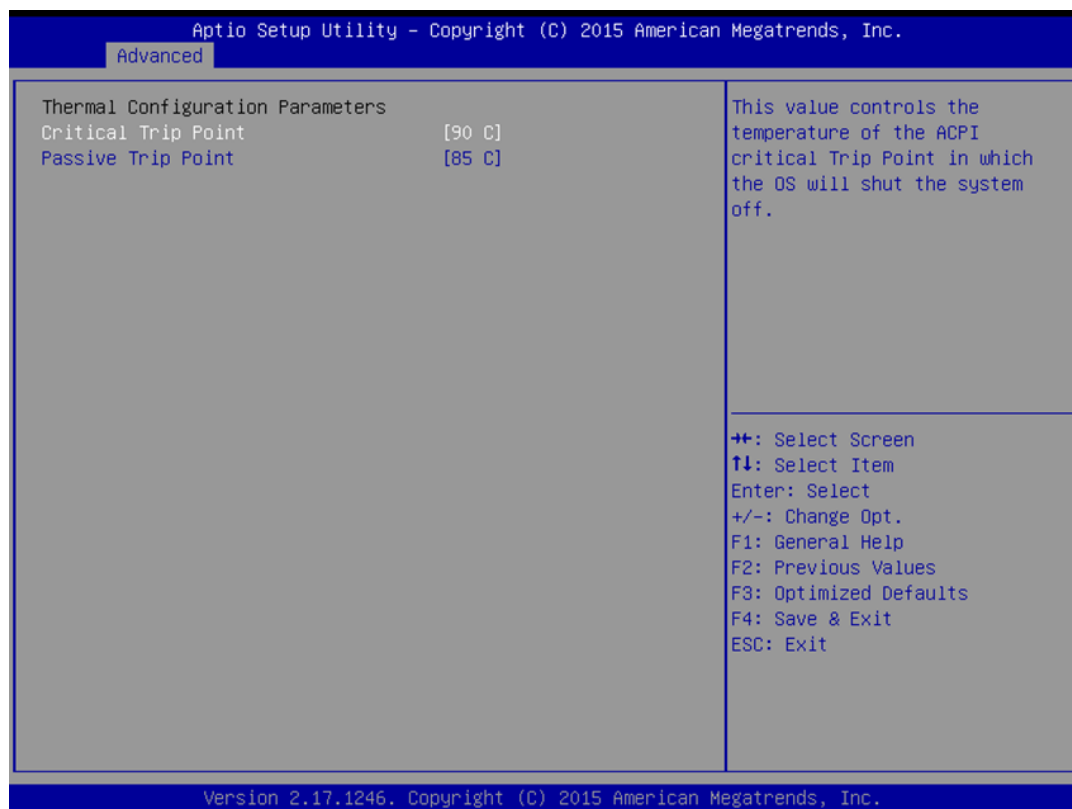 Aptio Setup Utility – Copyright (C) 2015 American Megatrends, Inc.
Advanced
Thermal Configuration Parameters
Critical Trip Point [90 C]
Passive Trip Point [85 C]
This value controls the
temperature of the ACPI
critical Trip Point in which
the OS will shut the system
off.
→←: Select Screen
↑↓: Select Item
Enter: Select
+/-: Change Opt.
F1: General Help
F2: Previous Values
F3: Optimized Defaults
F4: Save & Exit
ESC: Exit
Version 2.17.1246. Copyright (C) 2015 American Megatrends, Inc.